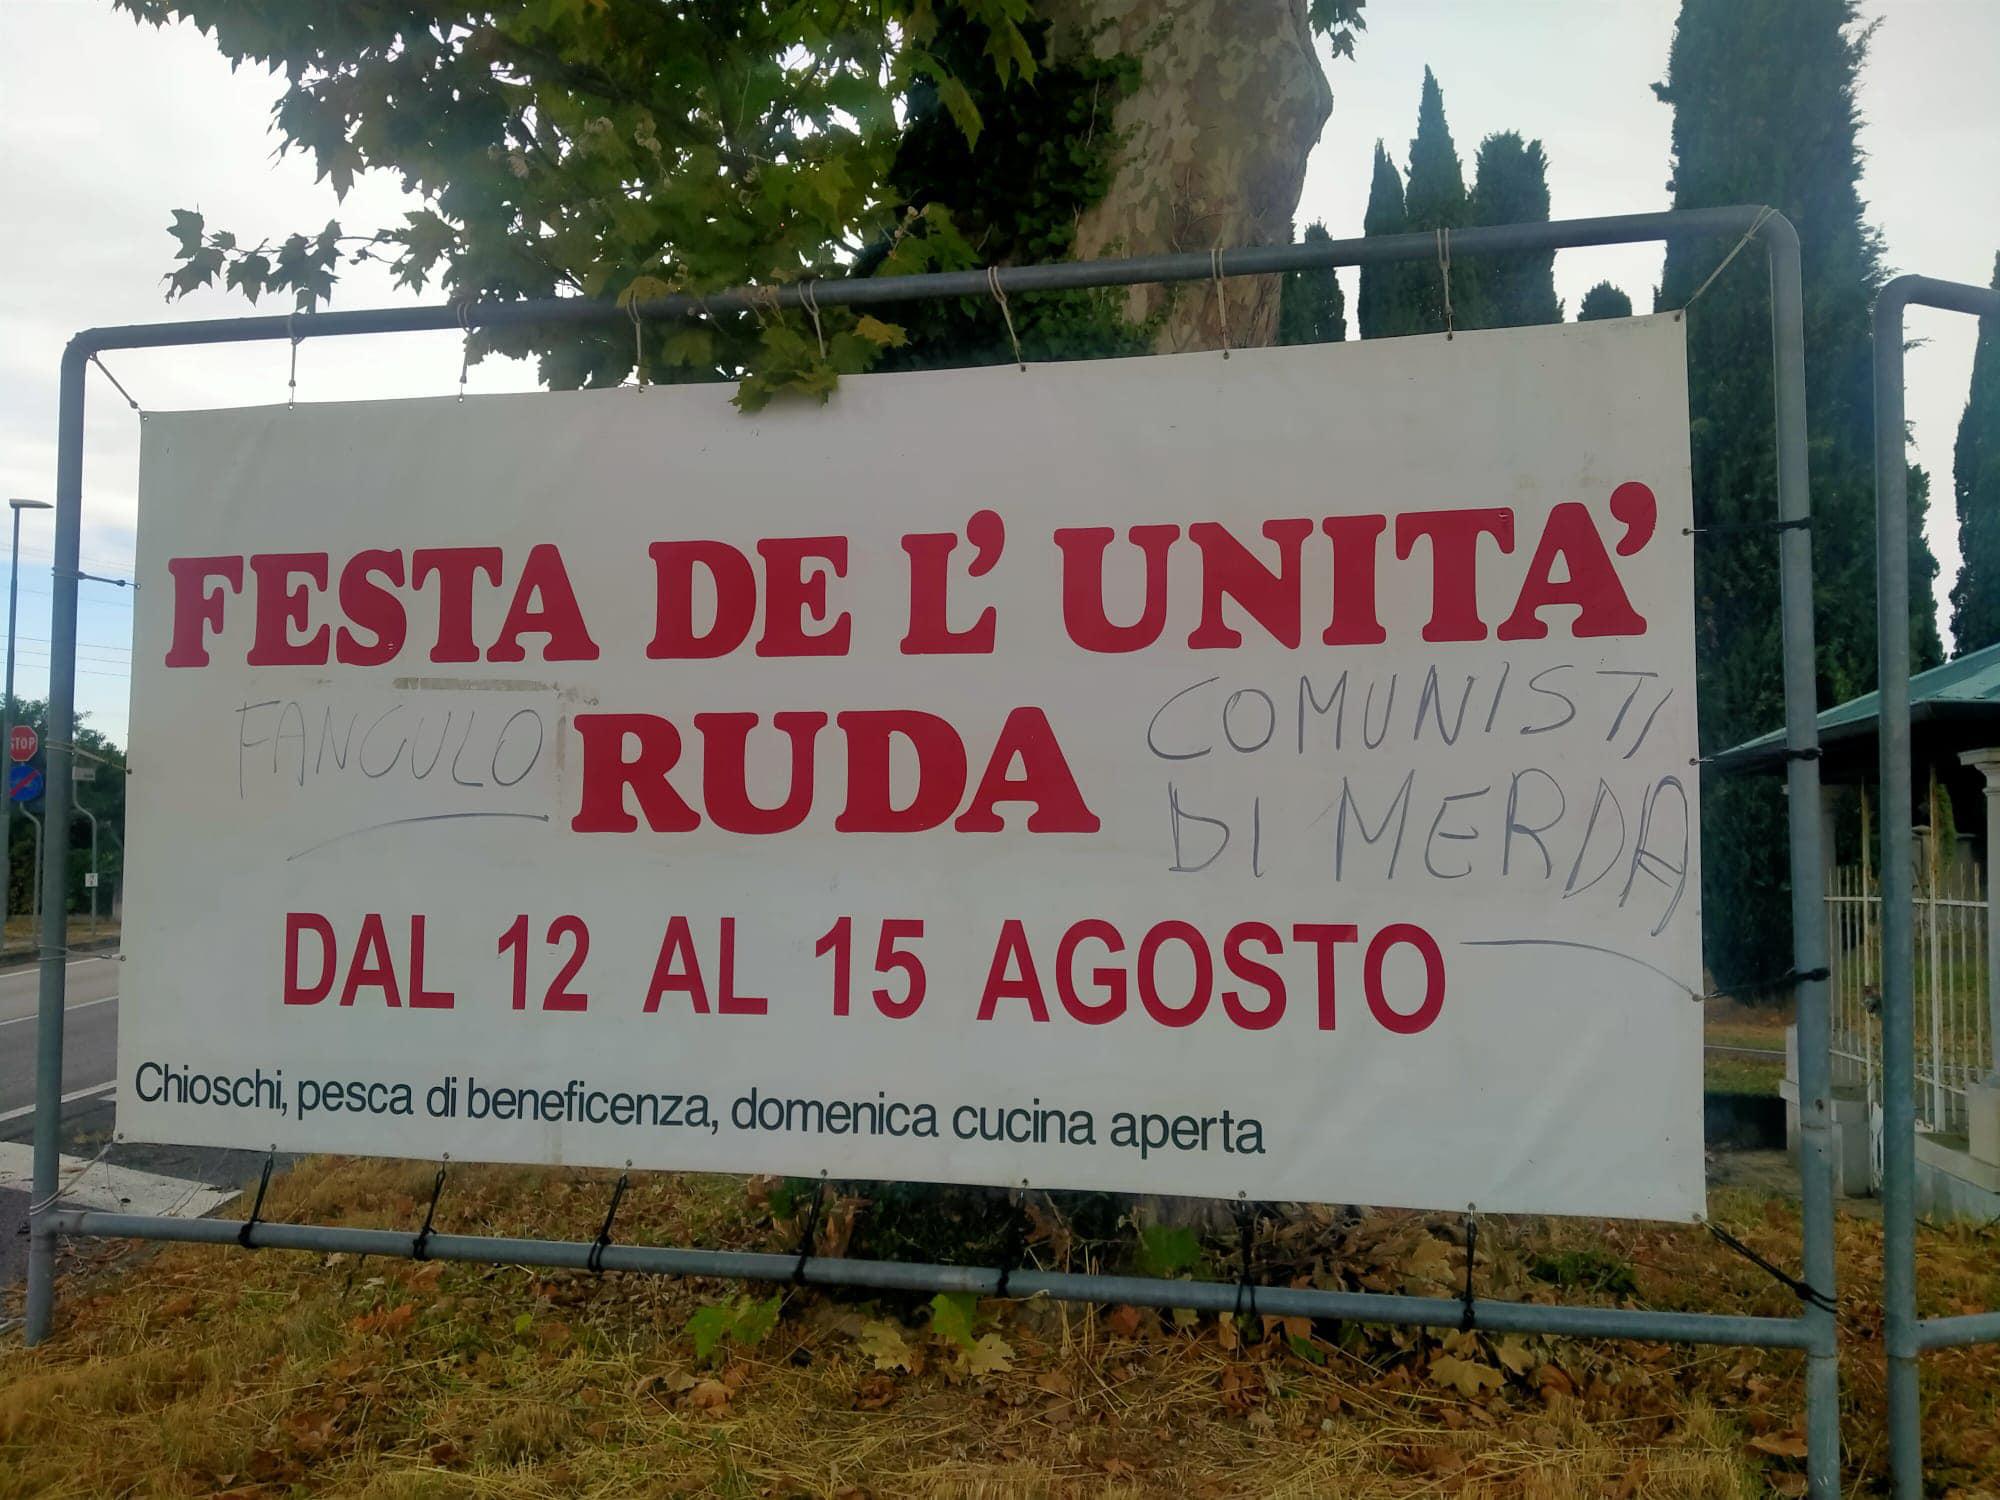 FESTA DE L'UNITA'
FANCULO
RUDA
COMUNISTI
DI MERDA
DAL 12 AL 15 AGOSTO
Chioschi, pesca di beneficenza, domenica cucina aperta
STOP